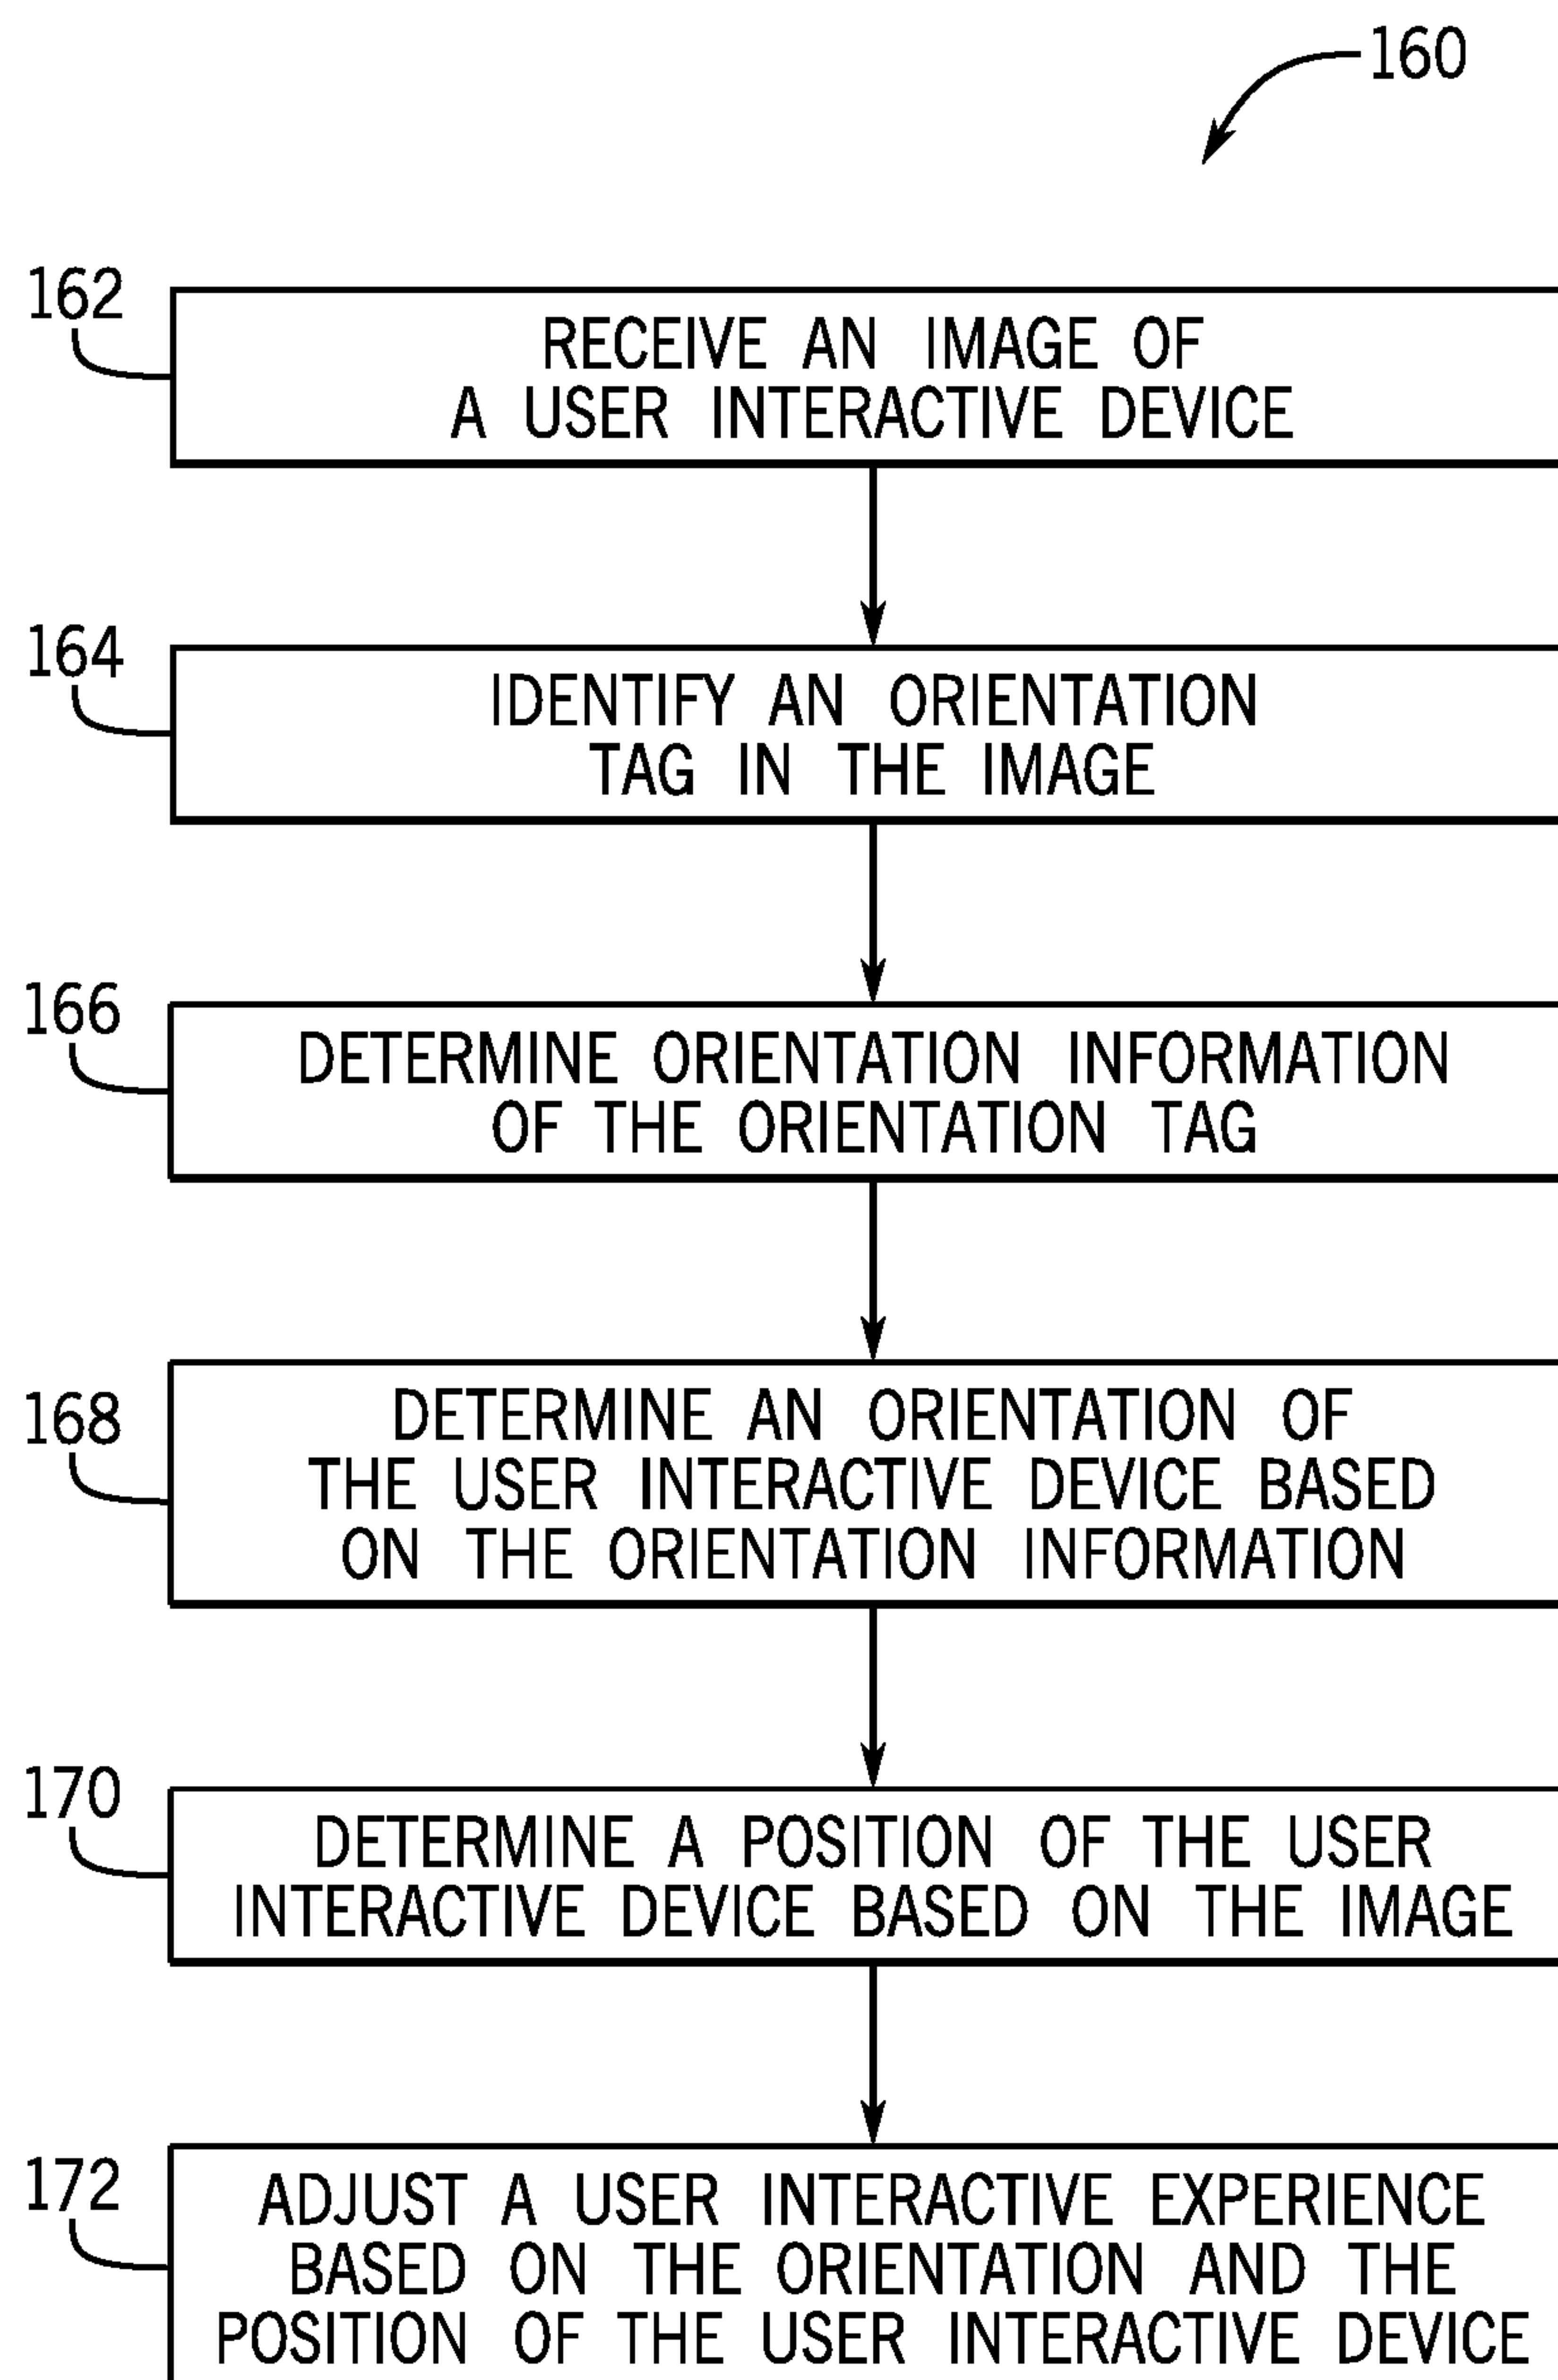 160
162
RECEIVE AN IMAGE OF
A USER INTERACTIVE DEVICE
164
IDENTIFY AN ORIENTATION
TAG IN THE IMAGE
166
DETERMINE ORIENTATION INFORMATION
OF THE ORIENTATION TAG
168
DETERMINE AN ORIENTATION OF
THE USER INTERACTIVE DEVICE BASED
ON THE ORIENTATION INFORMATION
170
DETERMINE A POSITION OF THE USER
INTERACTIVE DEVICE BASED ON THE IMAGE
172
ADJUST A USER INTERACTIVE EXPERIENCE
BASED ON THE ORIENTATION AND THE
POSITION OF THE USER INTERACTIVE DEVICE